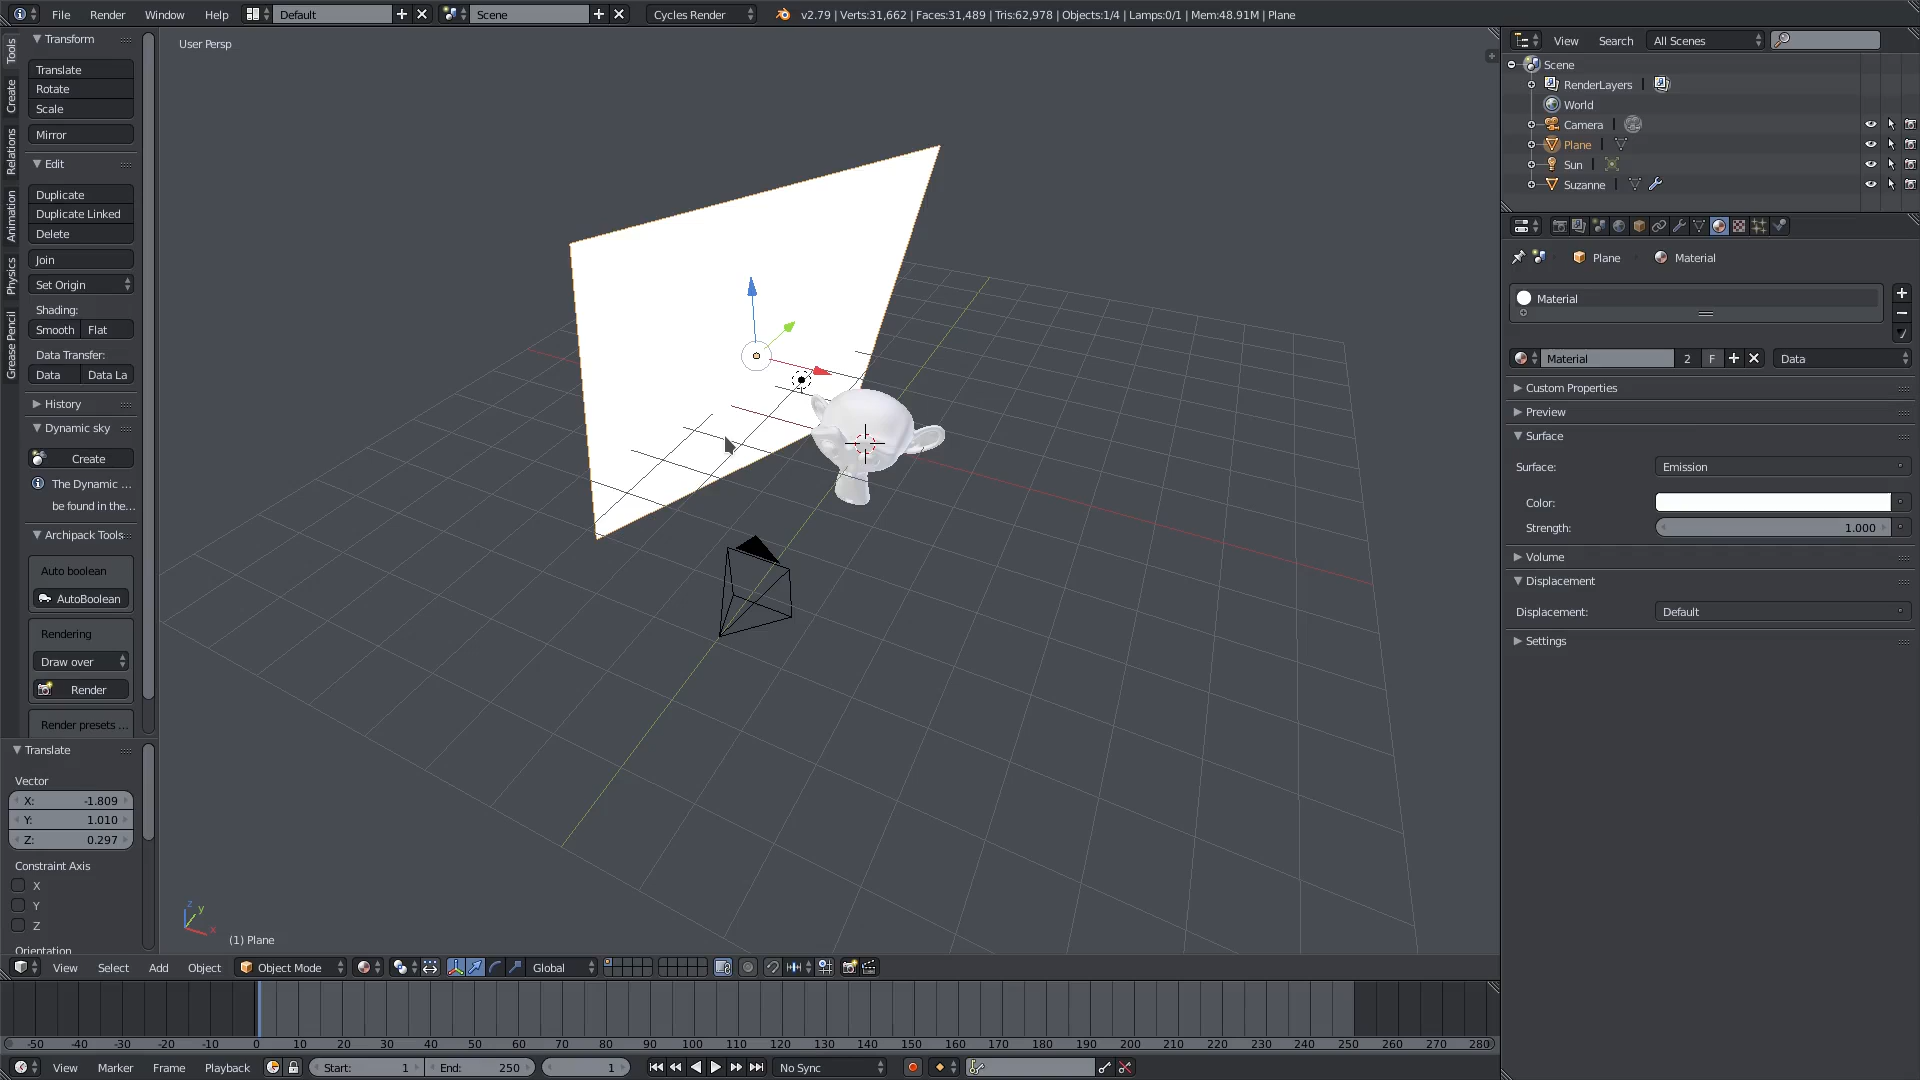 File Render Window Help Default Scene Cycles Render v2.79 | Verts:31,662 | Faces:31,489 | Tris:62,978 | Objects:1/4 | Lamps:0/1 | Mem:48.91M | Plane
Tools
Create
Relations
Animation
Physics
Grease Pencil
Transform
Translate
Rotate
Scale
Mirror
Edit
Duplicate
Duplicate Linked
Delete
Join
Set Origin
Shading:
Smooth Flat
Data Transfer:
Data Data La
History
Dynamic sky
Create
The Dynamic ...
be found in the...
Archipack Tools
Auto boolean
AutoBoolean
Rendering
Draw over
Render
Render presets ...
Translate
Vector
X: -1.809
Y: 1.010
Z: 0.297
Constraint Axis
X
Y
Z
Orientation
User Persp
z
y
x
(1) Plane
View Select Add Object Object Mode Global
-50 -40 -30 -20 -10 0 10 20 30 40 50 60 70 80 90 100 110 120 130 140 150 160 170 180 190 200 210 220 230 240 250 260 270 280
View Marker Frame Playback Start: 1 End: 250 1 No Sync
View Search All Scenes
Scene
RenderLayers
World
Camera
Plane
Sun
Suzanne
Plane Material
Material
Material 2 F Data
Custom Properties
Preview
Surface
Surface: Emission
Color:
Strength: 1.000
Volume
Displacement
Displacement: Default
Settings